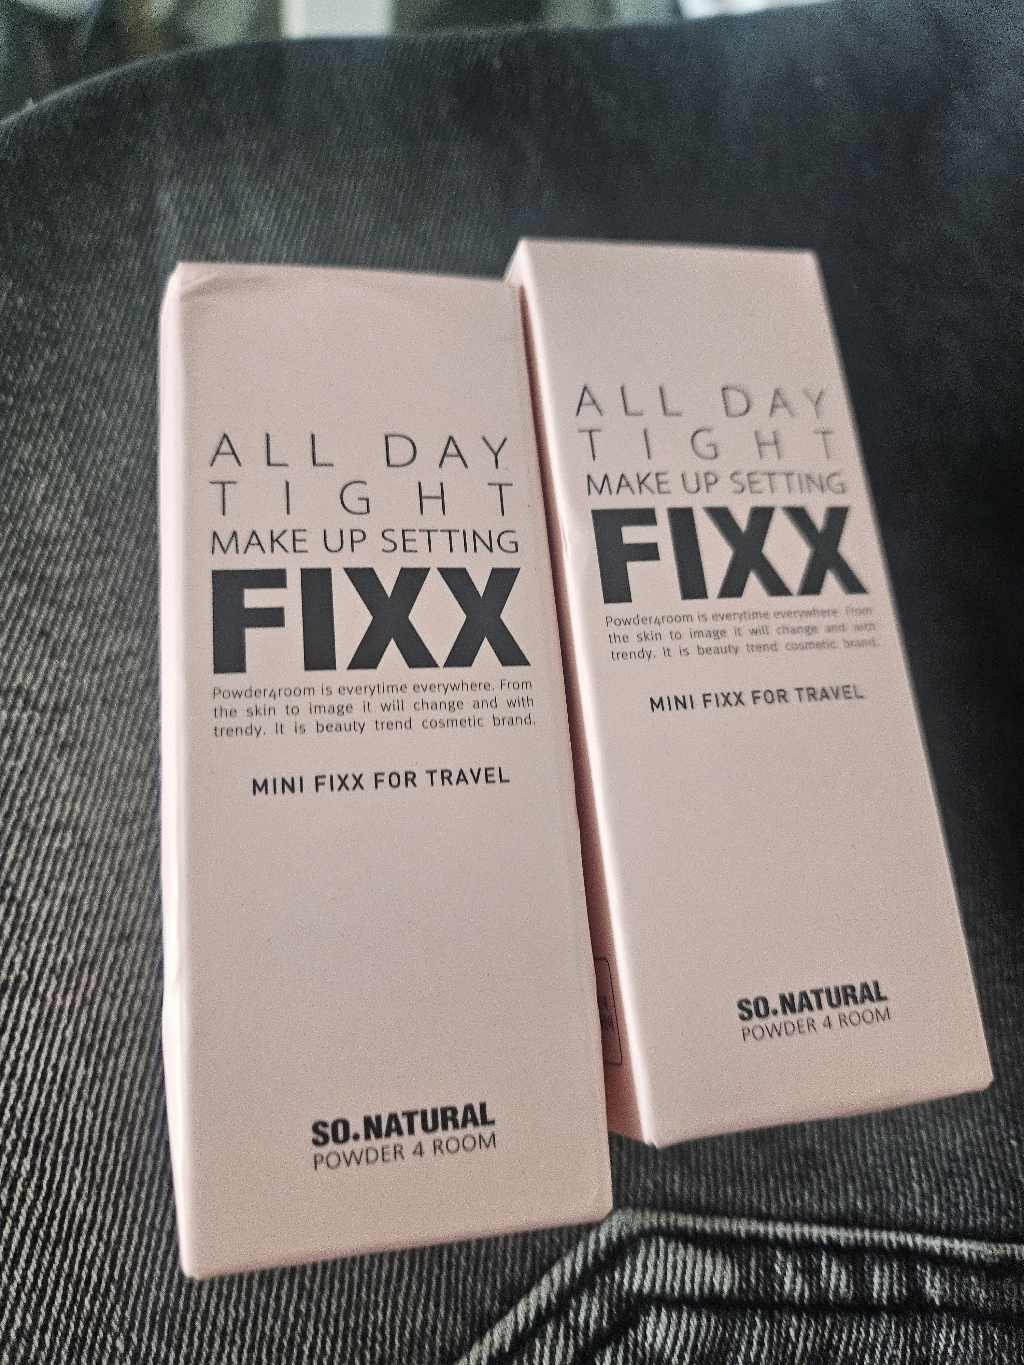 ALL DAY
TIGHT
MAKE UP SETTING
FIXX
Powder4room is everytime everywhere. From
the skin to image it will change and with
trendy. It is beauty trend cosmetic brand.
MINI FIXX FOR TRAVEL
SO.NATURAL
POWDER 4 ROOM
ALL DAY
TIGHT
MAKE UP SETTING
FIXX
Powder4room is everytime everywhere. From
the skin to image it will change and with
trendy. It is beauty trend cosmetic brand.
MINI FIXX FOR TRAVEL
SO.NATURAL
POWDER 4 ROOM